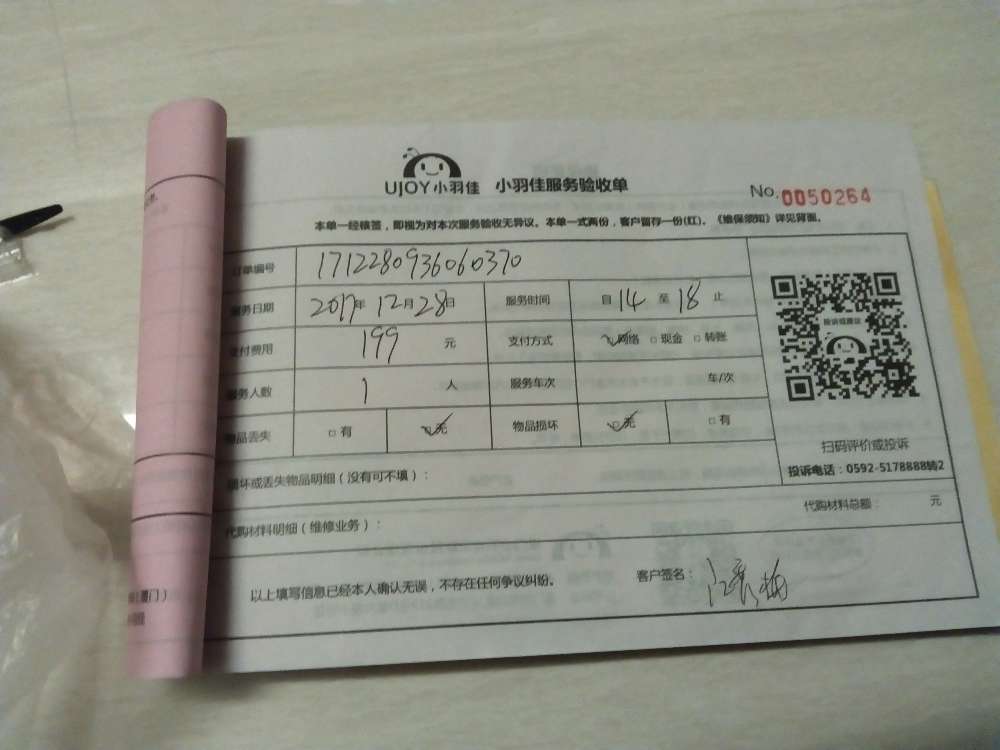 UJOY小羽佳 小羽佳服务验收单
No.0050264
本单一经核签，即视为对本次服务验收无异议。本单一式两份，客户留存一份(红)。《维保须知》详见背面。
订单编号 1712280936060370
服务日期 2017年 12月 28日 服务时间 自 14 至 18 止
支付费用 199 元 支付方式 网络 □现金 □转账
服务人数 1 人 服务车次 车/次
物品丢失 □有 无 物品损坏 无 □有
投诉或建议
扫码评价或投诉
投诉电话：0592-5178888转2
损坏或丢失物品明细（没有可不填）：
代购材料明细（维修业务）： 代购材料总额： 元
以上填写信息已经本人确认无误，不存在任何争议纠纷。 客户签名：